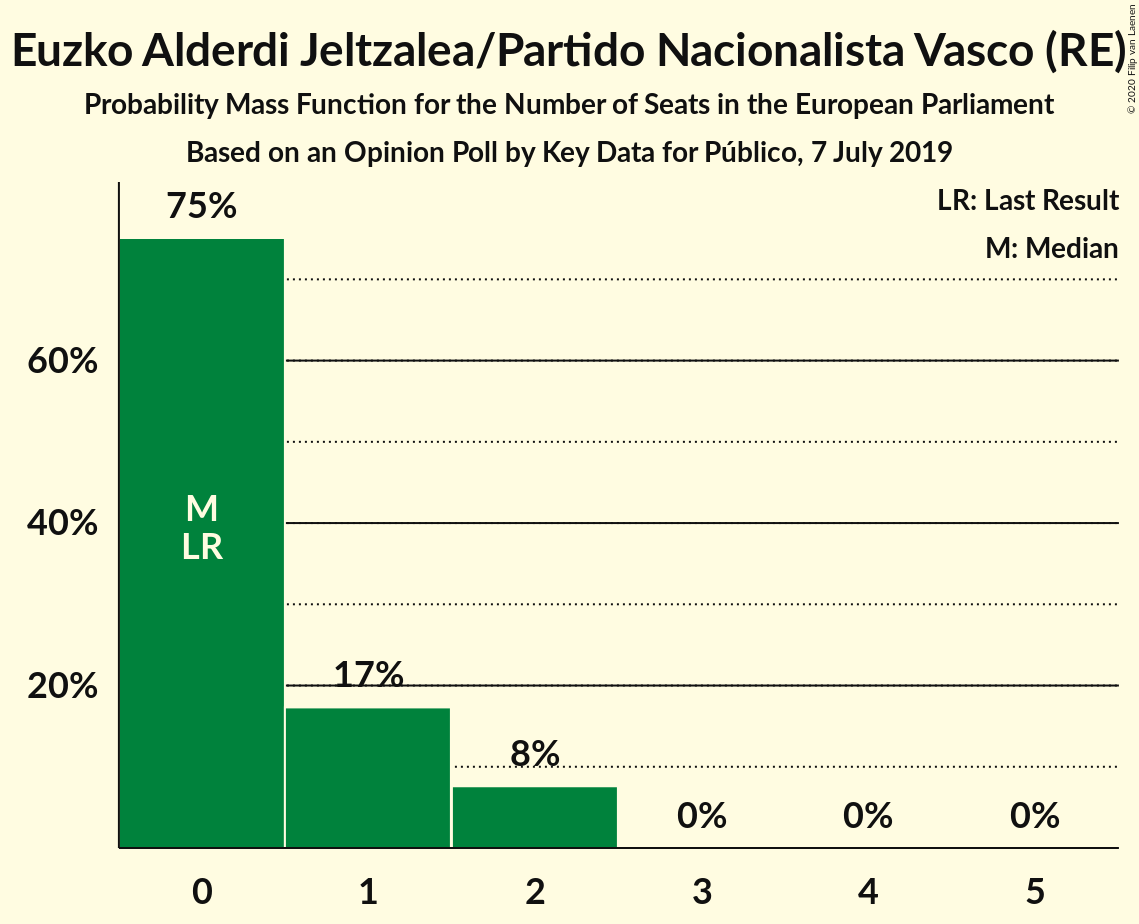 Euzko Alderdi Jeltzalea/Partido Nacionalista Vasco (RE)
Probability Mass Function for the Number of Seats in the European Parliament
Based on an Opinion Poll by Key Data for Público, 7 July 2019
© 2020 Filip van Laenen
LR: Last Result
M: Median
75%
60%
40%
20%
M
LR
17%
8%
0%
0%
0%
0
1
2
3
4
5